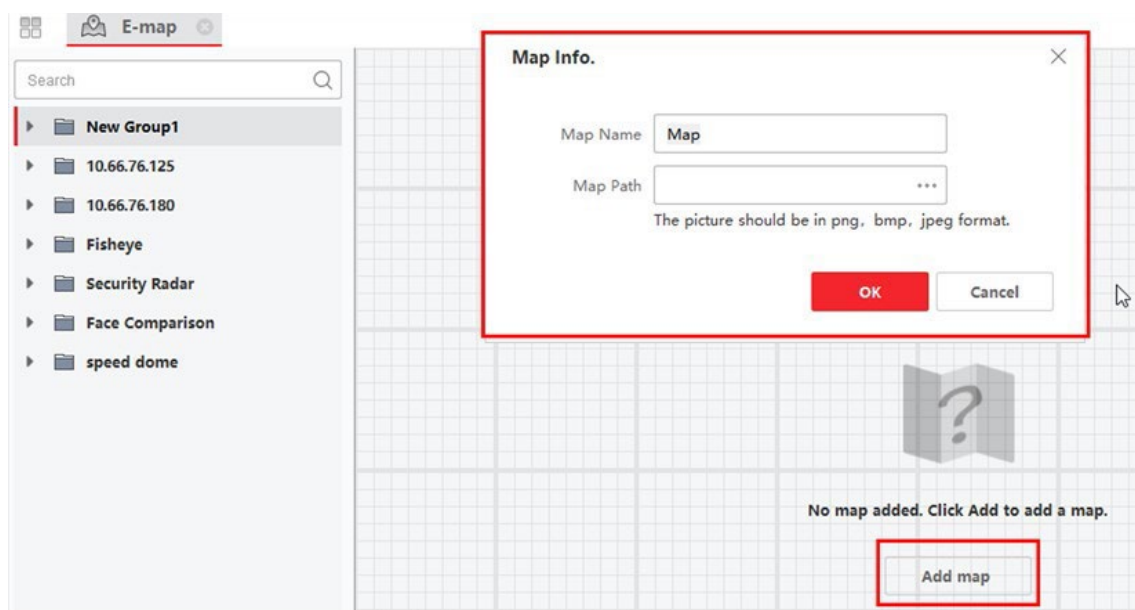 E-map
Search
New Group1
10.66.76.125
10.66.76.180
Fisheye
Security Radar
Face Comparison
speed dome
Map Info.
Map Name Map
Map Path ...
The picture should be in png, bmp, jpeg format.
OK Cancel
?
No map added. Click Add to add a map.
Add map